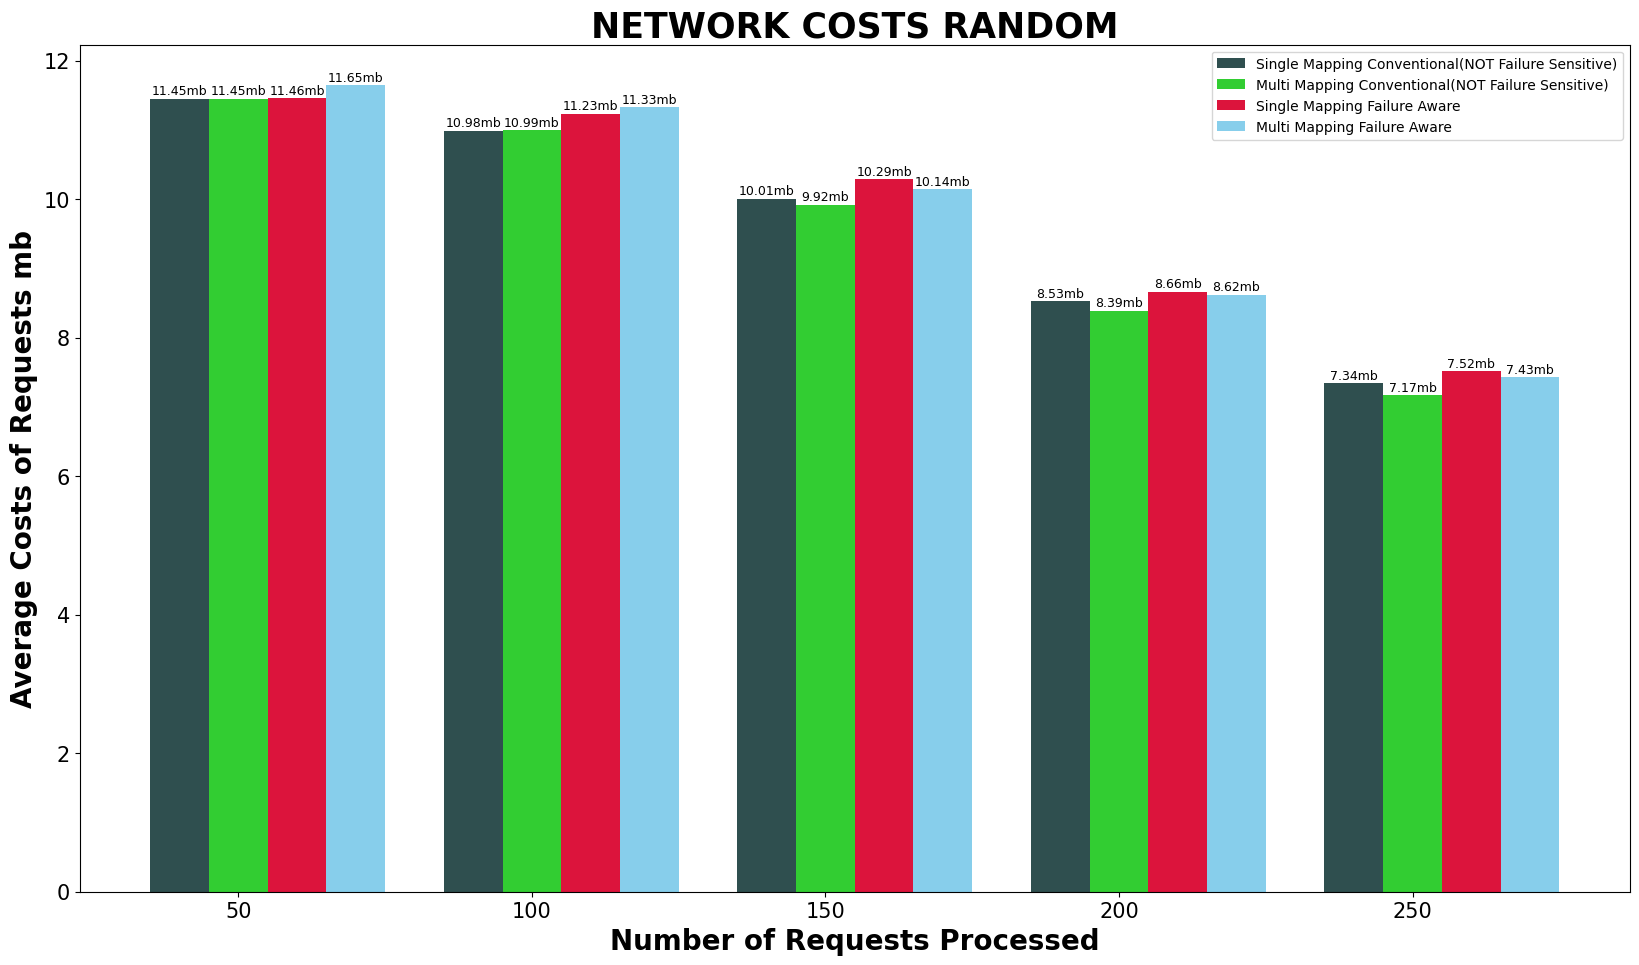 NETWORK COSTS RANDOM
Single Mapping Conventional(NOT Failure Sensitive)
Multi Mapping Conventional(NOT Failure Sensitive)
Single Mapping Failure Aware
Multi Mapping Failure Aware
Average Costs of Requests mb
12
10
8
6
4
2
0
11.45mb 11.45mb 11.46mb 11.65mb
10.98mb 10.99mb 11.23mb 11.33mb
10.01mb 9.92mb 10.29mb 10.14mb
8.53mb 8.39mb 8.66mb 8.62mb
7.34mb 7.17mb 7.52mb 7.43mb
50 100 150 200 250
Number of Requests Processed